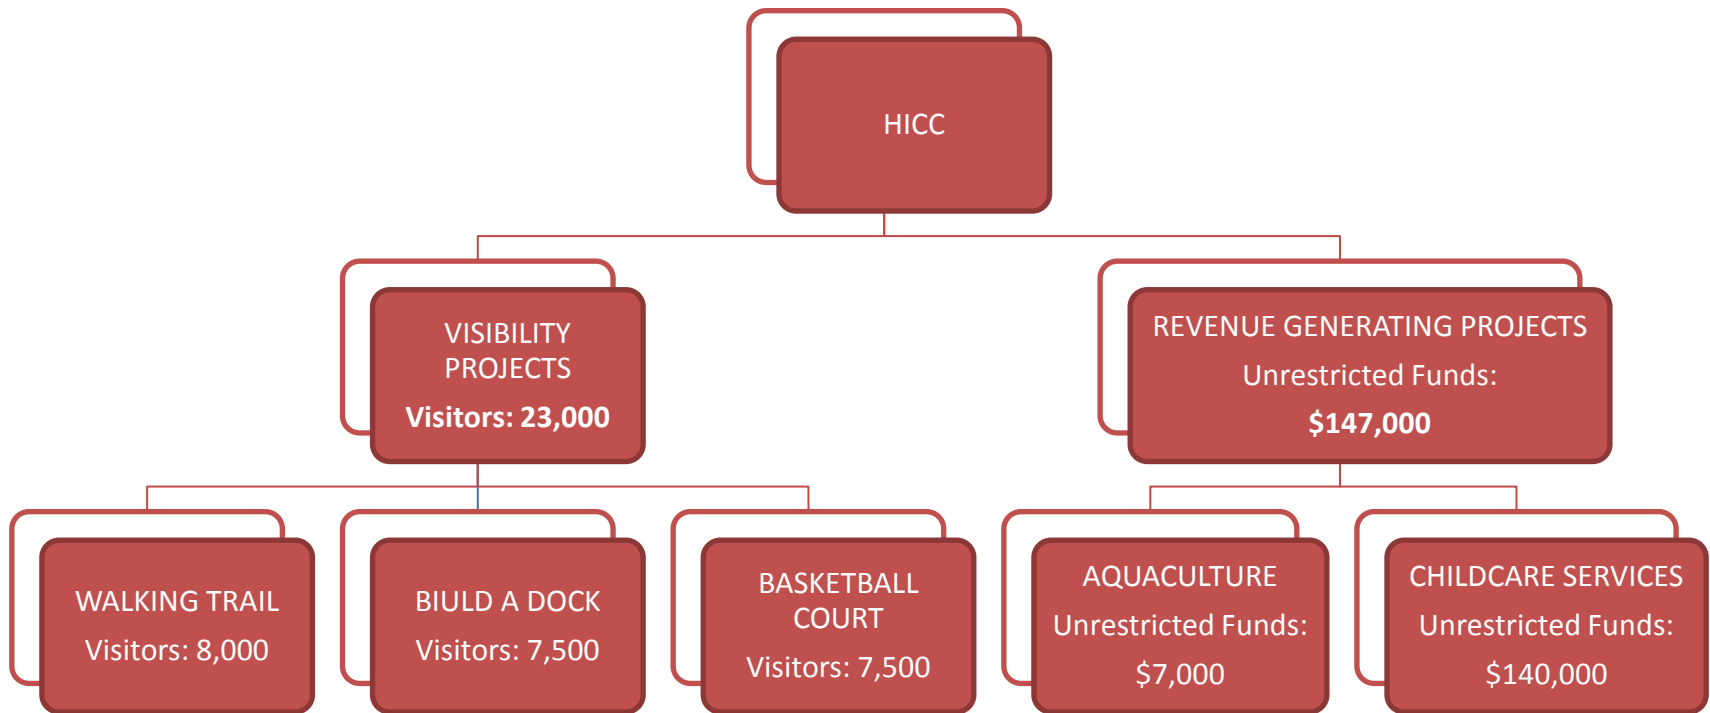 HICC
VISIBILITY
PROJECTS
Visitors: 23,000
REVENUE GENERATING PROJECTS
Unrestricted Funds:
$147,000
WALKING TRAIL
Visitors: 8,000
BIULD A DOCK
Visitors: 7,500
BASKETBALL
COURT
Visitors: 7,500
AQUACULTURE
Unrestricted Funds:
$7,000
CHILDCARE SERVICES
Unrestricted Funds:
$140,000